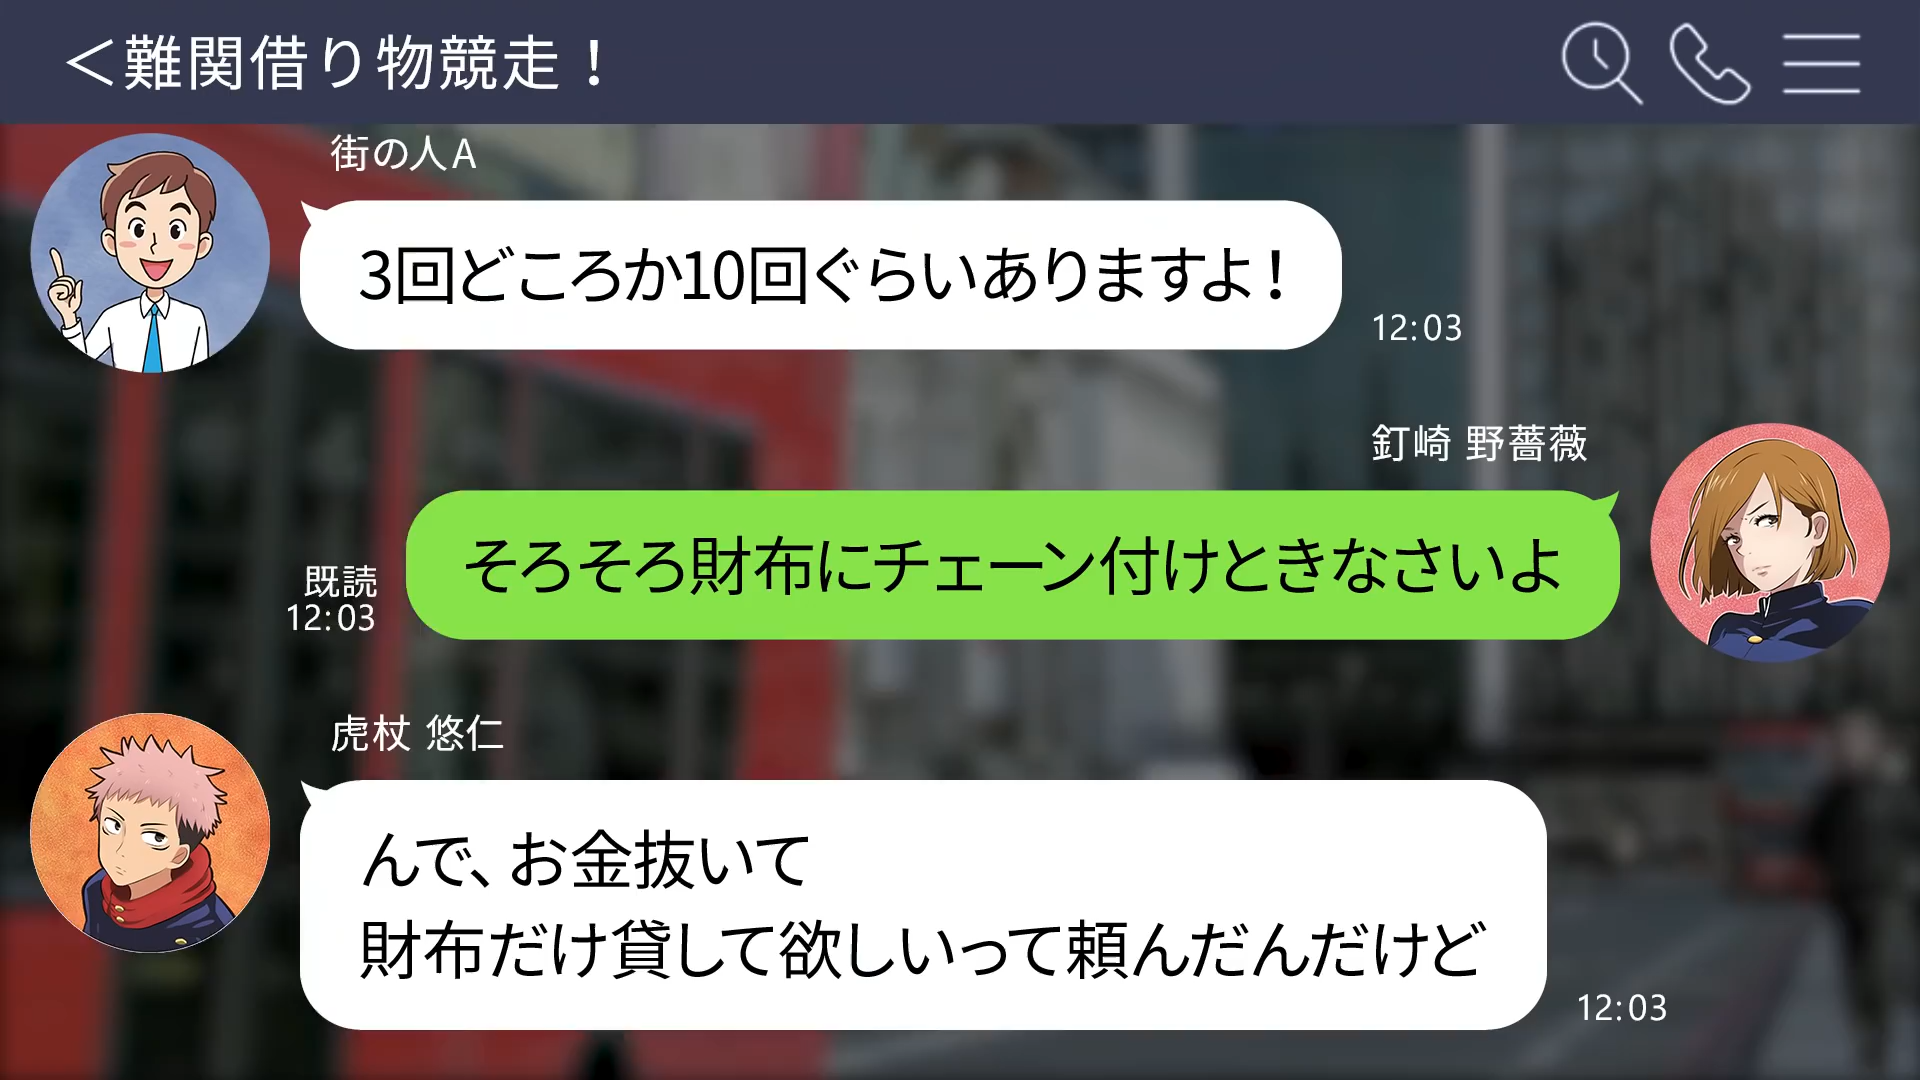 ＜難関借り物競走！
街の人A
3回どころか10回ぐらいありますよ！
12:03
釘崎 野薔薇
そろそろ財布にチェーン付けときなさいよ
既読
12:03
虎杖 悠仁
んで、お金抜いて
財布だけ貸して欲しいって頼んだんだけど
12:03